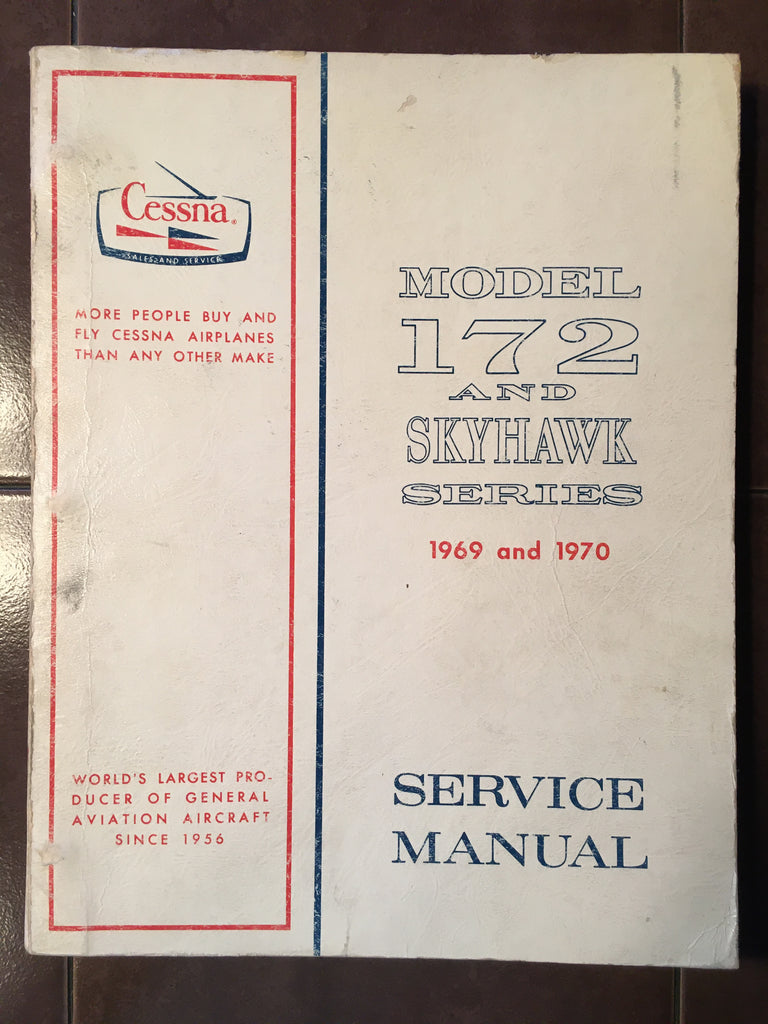 Cessna®
SALES AND SERVICE
MORE PEOPLE BUY AND
FLY CESSNA AIRPLANES
THAN ANY OTHER MAKE
WORLD'S LARGEST PRO-
DUCER OF GENERAL
AVIATION AIRCRAFT
SINCE 1956
MODEL
172
AND
SKYHAWK
SERIES
1969 and 1970
SERVICE
MANUAL